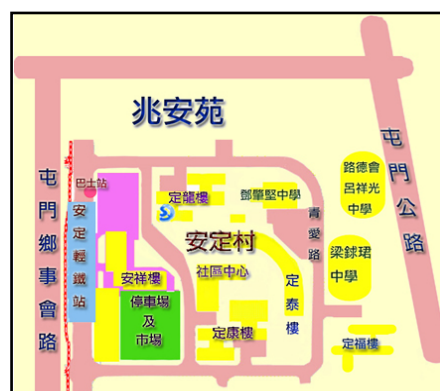 兆安苑
屯門鄉事會路
屯門公路
巴士站
安定輕鐵站
定龍樓
鄧肇堅中學
路德會
呂祥光
中學
青愛路
安定村
社區中心
梁銶琚
中學
安祥樓
停車場
及
市場
定泰樓
定康樓
定福樓